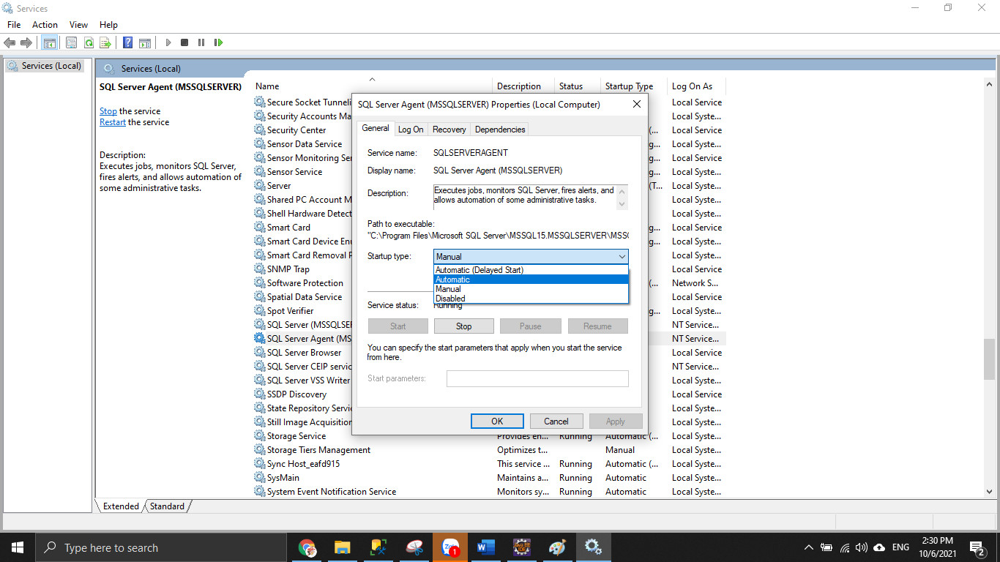 Services
File Action View Help
Services (Local)
Services (Local)
SQL Server Agent (MSSQLSERVER)
Stop the service
Restart the service
Description:
Executes jobs, monitors SQL Server,
fires alerts, and allows automation of
some administrative tasks.
Name Description Status Startup Type Log On As
Secure Socket Tunneli Local Service
Security Accounts Ma Local Syste...
Security Center (... Local Service
Sensor Data Service g... Local Syste...
Sensor Monitoring Ser g... Local Service
Sensor Service g... Local Syste...
Server (T... Local Syste...
Shared PC Account M Local Syste...
Shell Hardware Detect Local Syste...
Smart Card g... Local Service
Smart Card Device Enu g... Local Syste...
Smart Card Removal P Local Syste...
SNMP Trap Local Service
Software Protection (... Network S...
Spatial Data Service Local Service
Spot Verifier g... Local Syste...
SQL Server (MSSQLSE NT Service...
SQL Server Agent (MS NT Service...
SQL Server Browser Local Service
SQL Server CEIP servic NT Service...
SQL Server VSS Writer Local Syste...
SSDP Discovery Local Service
State Repository Servic Local Syste...
Still Image Acquisition Local Syste...
Storage Service Provides en... Running Automatic (... Local Syste...
Storage Tiers Management Optimizes t... Manual Local Syste...
Sync Host_eafd915 This service ... Running Automatic (... Local Syste...
SysMain Maintains a... Running Automatic Local Syste...
System Event Notification Service Monitors sy... Running Automatic Local Syste...
SQL Server Agent (MSSQLSERVER) Properties (Local Computer)
General Log On Recovery Dependencies
Service name: SQLSERVERAGENT
Display name: SQL Server Agent (MSSQLSERVER)
Description: Executes jobs, monitors SQL Server, fires alerts, and
allows automation of some administrative tasks.
Path to executable:
"C:\Program Files\Microsoft SQL Server\MSSQL15.MSSQLSERVER\MSS
Startup type: Manual
Automatic (Delayed Start)
Automatic
Manual
Disabled
Service status: Running
Start Stop Pause Resume
You can specify the start parameters that apply when you start the service
from here.
Start parameters:
OK Cancel Apply
Extended Standard
Type here to search
1
ENG
2:30 PM
10/6/2021
2